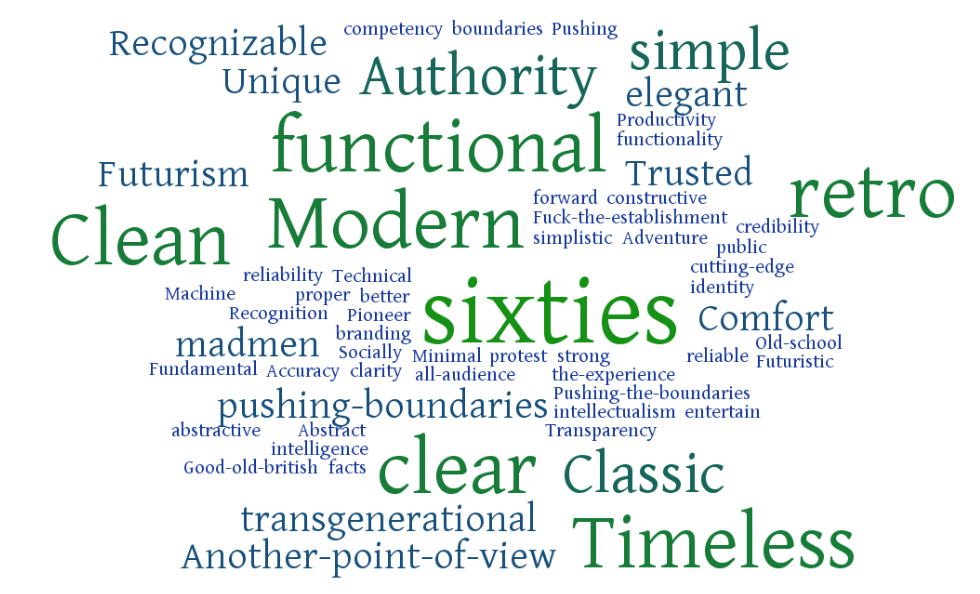 competency boundaries Pushing
Recognizable
simple
Unique
Authority
elegant
Productivity
functional
functionality
Futurism
Trusted
retro
forward constructive
Modern
Clean
Fuck-the-establishment
credibility
simplistic Adventure
public
cutting-edge
reliability Technical
identity
Machine
proper better
sixties
Recognition Pioneer
Comfort
branding
madmen
Socially
Old-school
Minimal protest strong
reliable
Futuristic
Fundamental Accuracy clarity
all-audience
the-experience
Pushing-the-boundaries
pushing-boundaries
intellectualism entertain
abstractive
Abstract
Transparency
intelligence
Good-old-british facts
clear
Classic
transgenerational
Another-point-of-view
Timeless